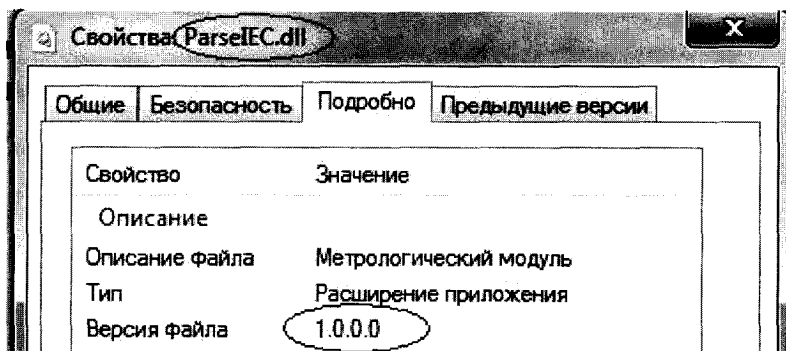 Свойства: ParseIEC.dll
Общие Безопасность Подробно Предыдущие версии
Свойство Значение
Описание
Описание файла Метрологический модуль
Тип Расширение приложения
Версия файла 1.0.0.0